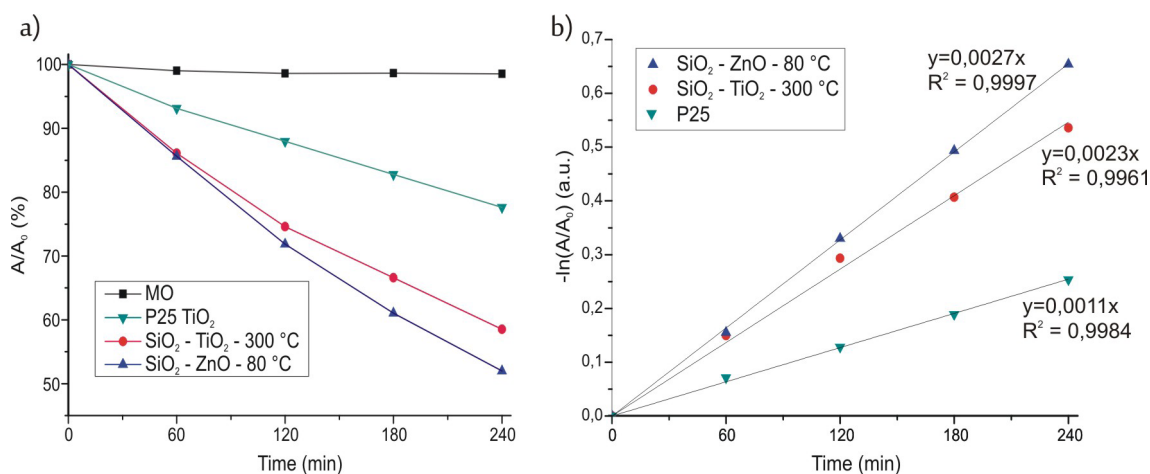 a)
A/A₀ (%)
100
90
80
70
60
50
MO
P25 TiO₂
SiO₂ - TiO₂ - 300 °C
SiO₂ - ZnO - 80 °C
0 60 120 180 240
Time (min)
b)
-ln(A/A₀) (a.u.)
0,7
0,6
0,5
0,4
0,3
0,2
0,1
0,0
SiO₂ - ZnO - 80 °C
SiO₂ - TiO₂ - 300 °C
P25
y=0,0027x
R² = 0,9997
y=0,0023x
R² = 0,9961
y=0,0011x
R² = 0,9984
0 60 120 180 240
Time (min)